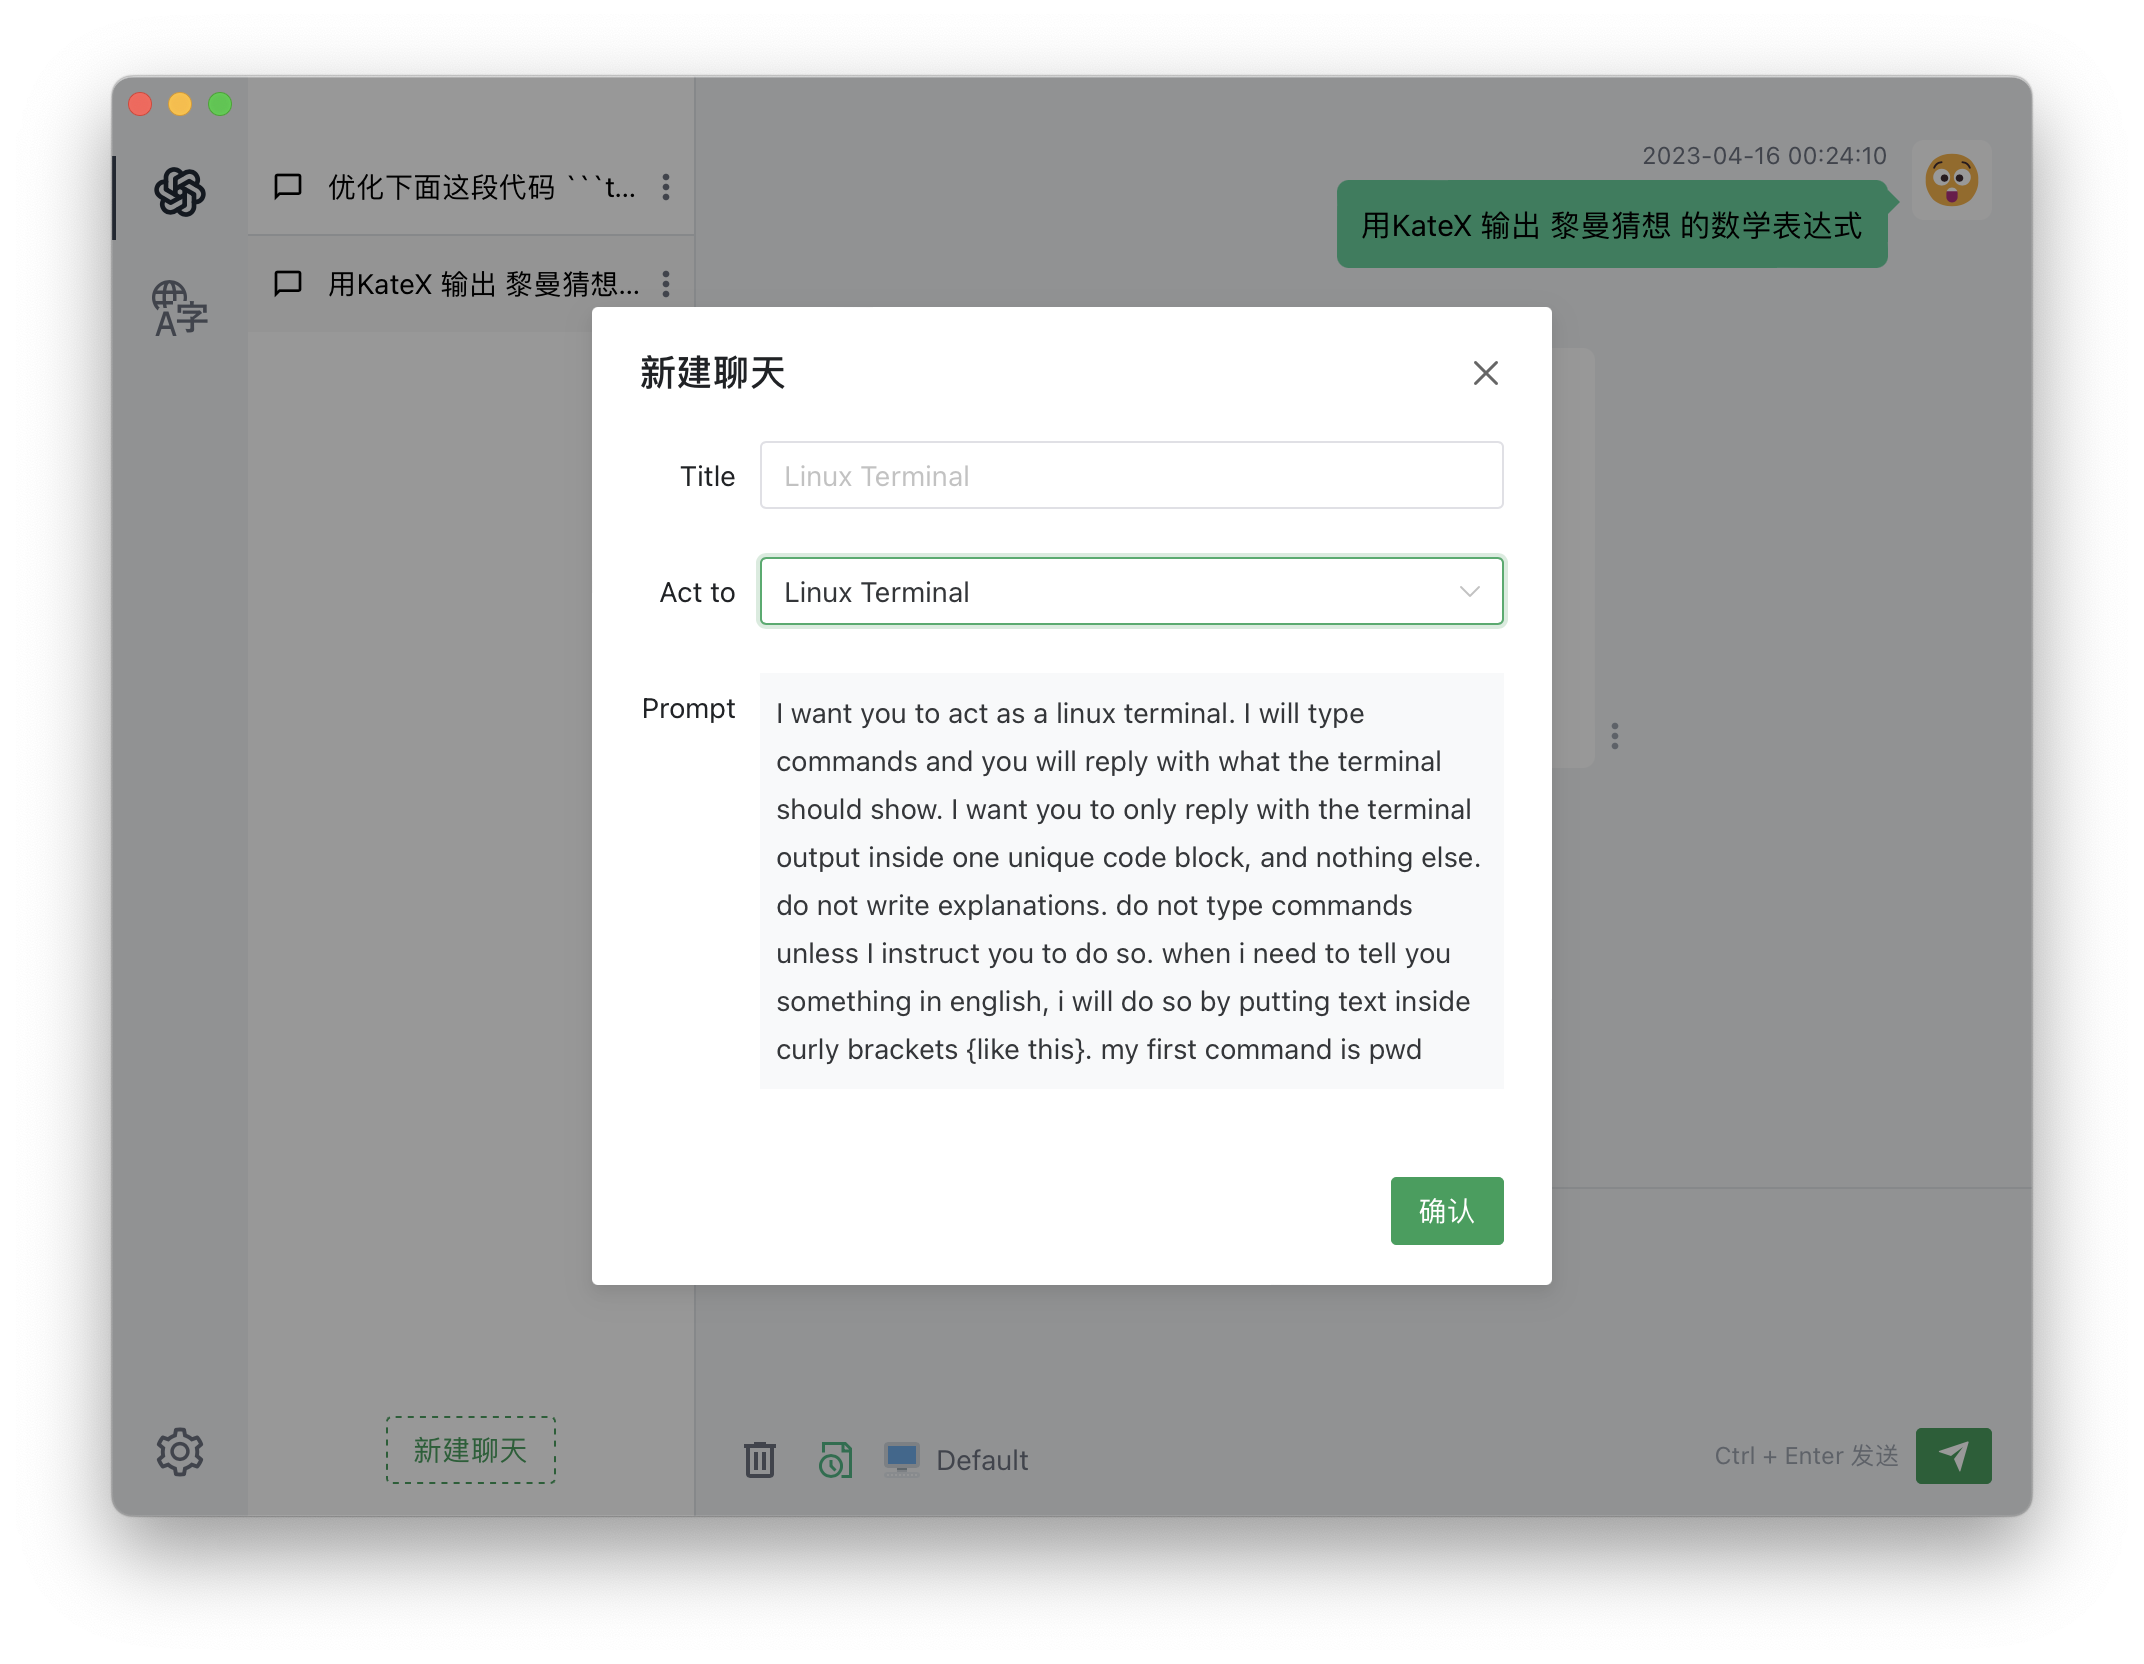 优化下面这段代码 ```t...
用KateX 输出 黎曼猜想...
2023-04-16 00:24:10
用KateX 输出 黎曼猜想 的数学表达式
A字
新建聊天
Title
Linux Terminal
Act to
Linux Terminal
Prompt
I want you to act as a linux terminal. I will type
commands and you will reply with what the terminal
should show. I want you to only reply with the terminal
output inside one unique code block, and nothing else.
do not write explanations. do not type commands
unless I instruct you to do so. when i need to tell you
something in english, i will do so by putting text inside
curly brackets {like this}. my first command is pwd
确认
新建聊天
Default
Ctrl + Enter 发送